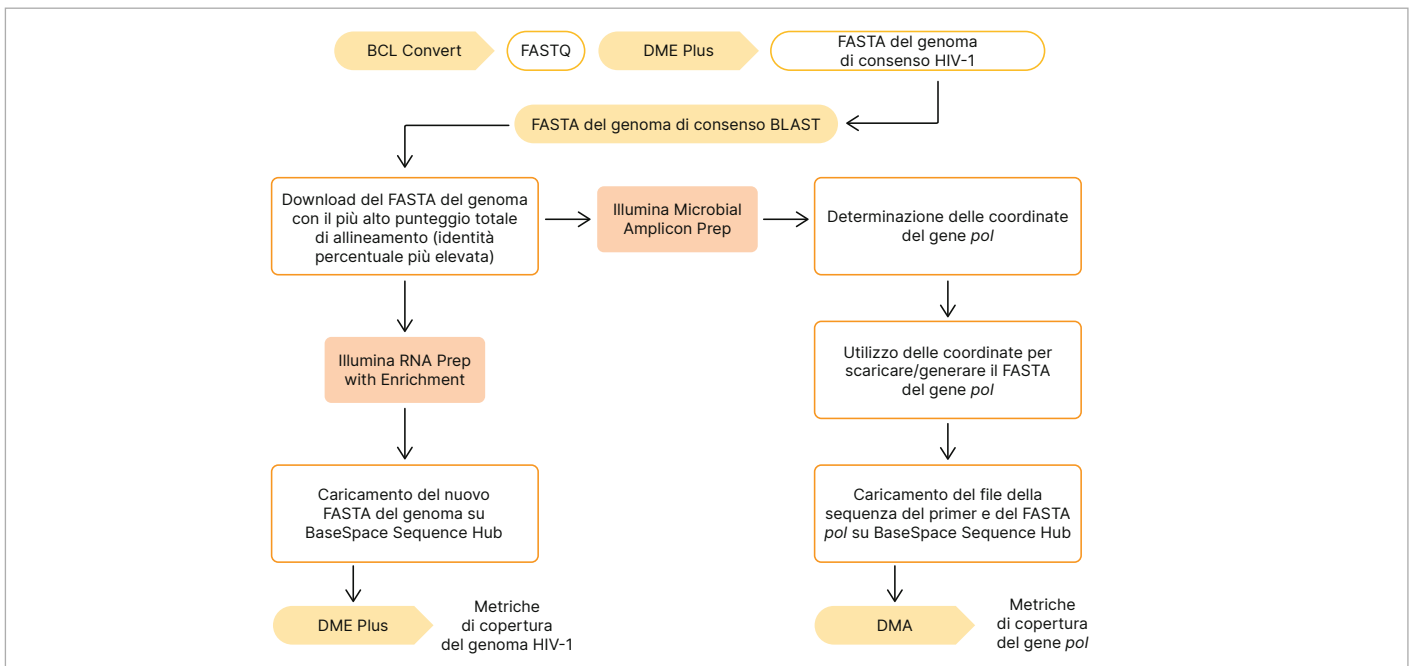 BCL Convert
FASTQ
DME Plus
FASTA del genoma
di consenso HIV-1
FASTA del genoma di consenso BLAST
Download del FASTA del genoma
con il più alto punteggio totale
di allineamento (identità
percentuale più elevata)
Illumina Microbial
Amplicon Prep
Determinazione delle coordinate
del gene pol
Illumina RNA Prep
with Enrichment
Utilizzo delle coordinate per
scaricare/generare il FASTA
del gene pol
Caricamento del nuovo
FASTA del genoma su
BaseSpace Sequence Hub
Caricamento del file della
sequenza del primer e del FASTA
pol su BaseSpace Sequence Hub
DME Plus
Metriche
di copertura
del genoma HIV-1
DMA
Metriche
di copertura
del gene pol